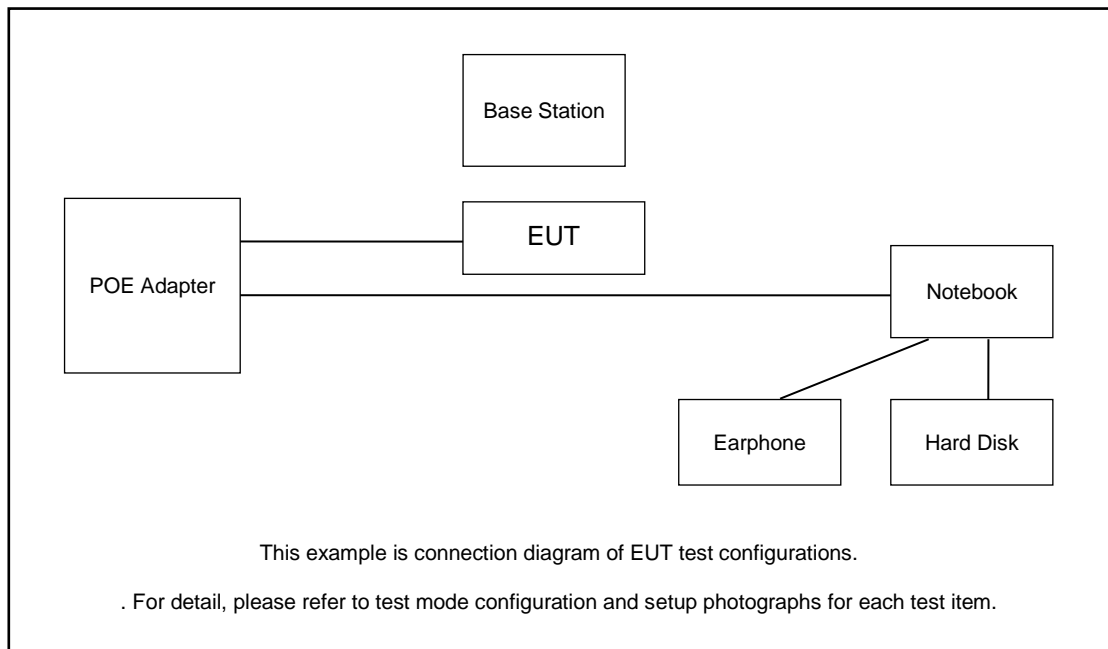 Base Station
EUT
POE Adapter
Notebook
Earphone
Hard Disk
This example is connection diagram of EUT test configurations.
. For detail, please refer to test mode configuration and setup photographs for each test item.